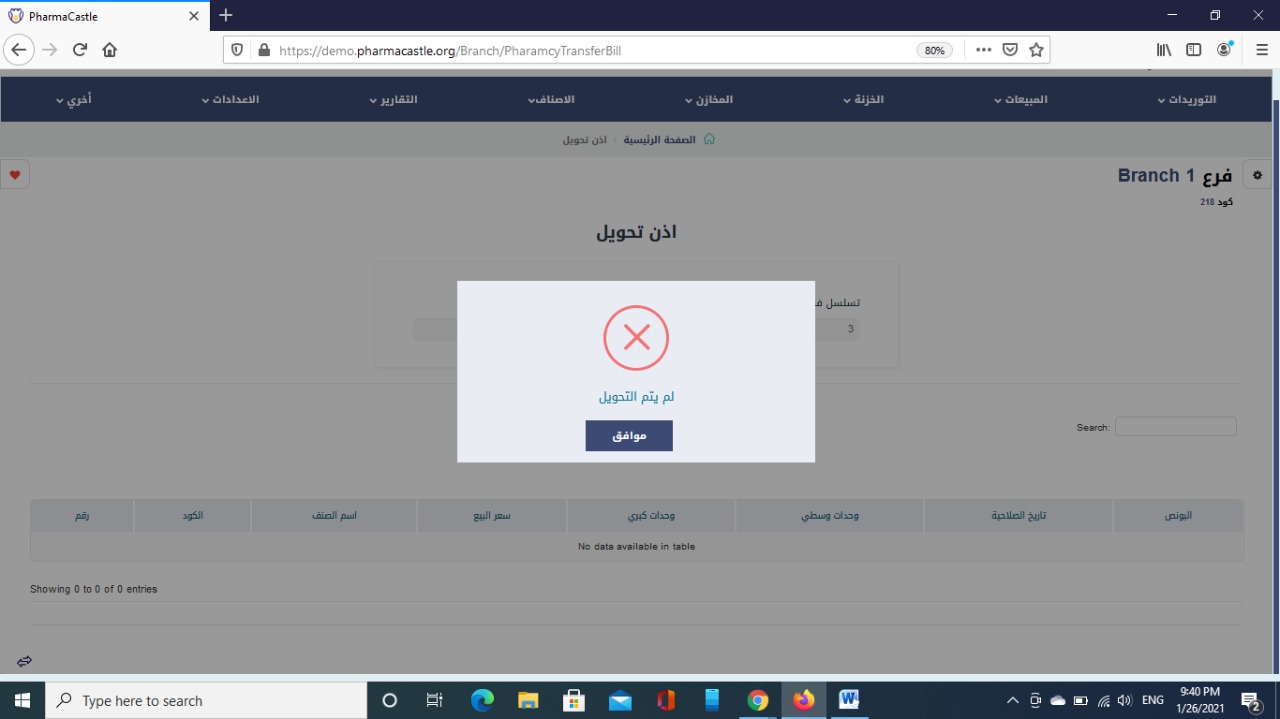 PharmaCastle
https://demo.pharmacastle.org/Branch/PharamcyTransferBill
80%
التوريدات
المبيعات
الخزنة
المخازن
الاصناف
التقارير
الاعدادات
أخري
الصفحة الرئيسية / اذن تحويل
فرع Branch 1
كود 218
اذن تحويل
تسلسل
3
لم يتم التحويل
موافق
Search:
البونص
تاريخ الصلاحية
وحدات وسطي
وحدات كبري
سعر البيع
اسم الصنف
الكود
رقم
No data available in table
Showing 0 to 0 of 0 entries
Type here to search
ENG
9:40 PM
1/26/2021
2